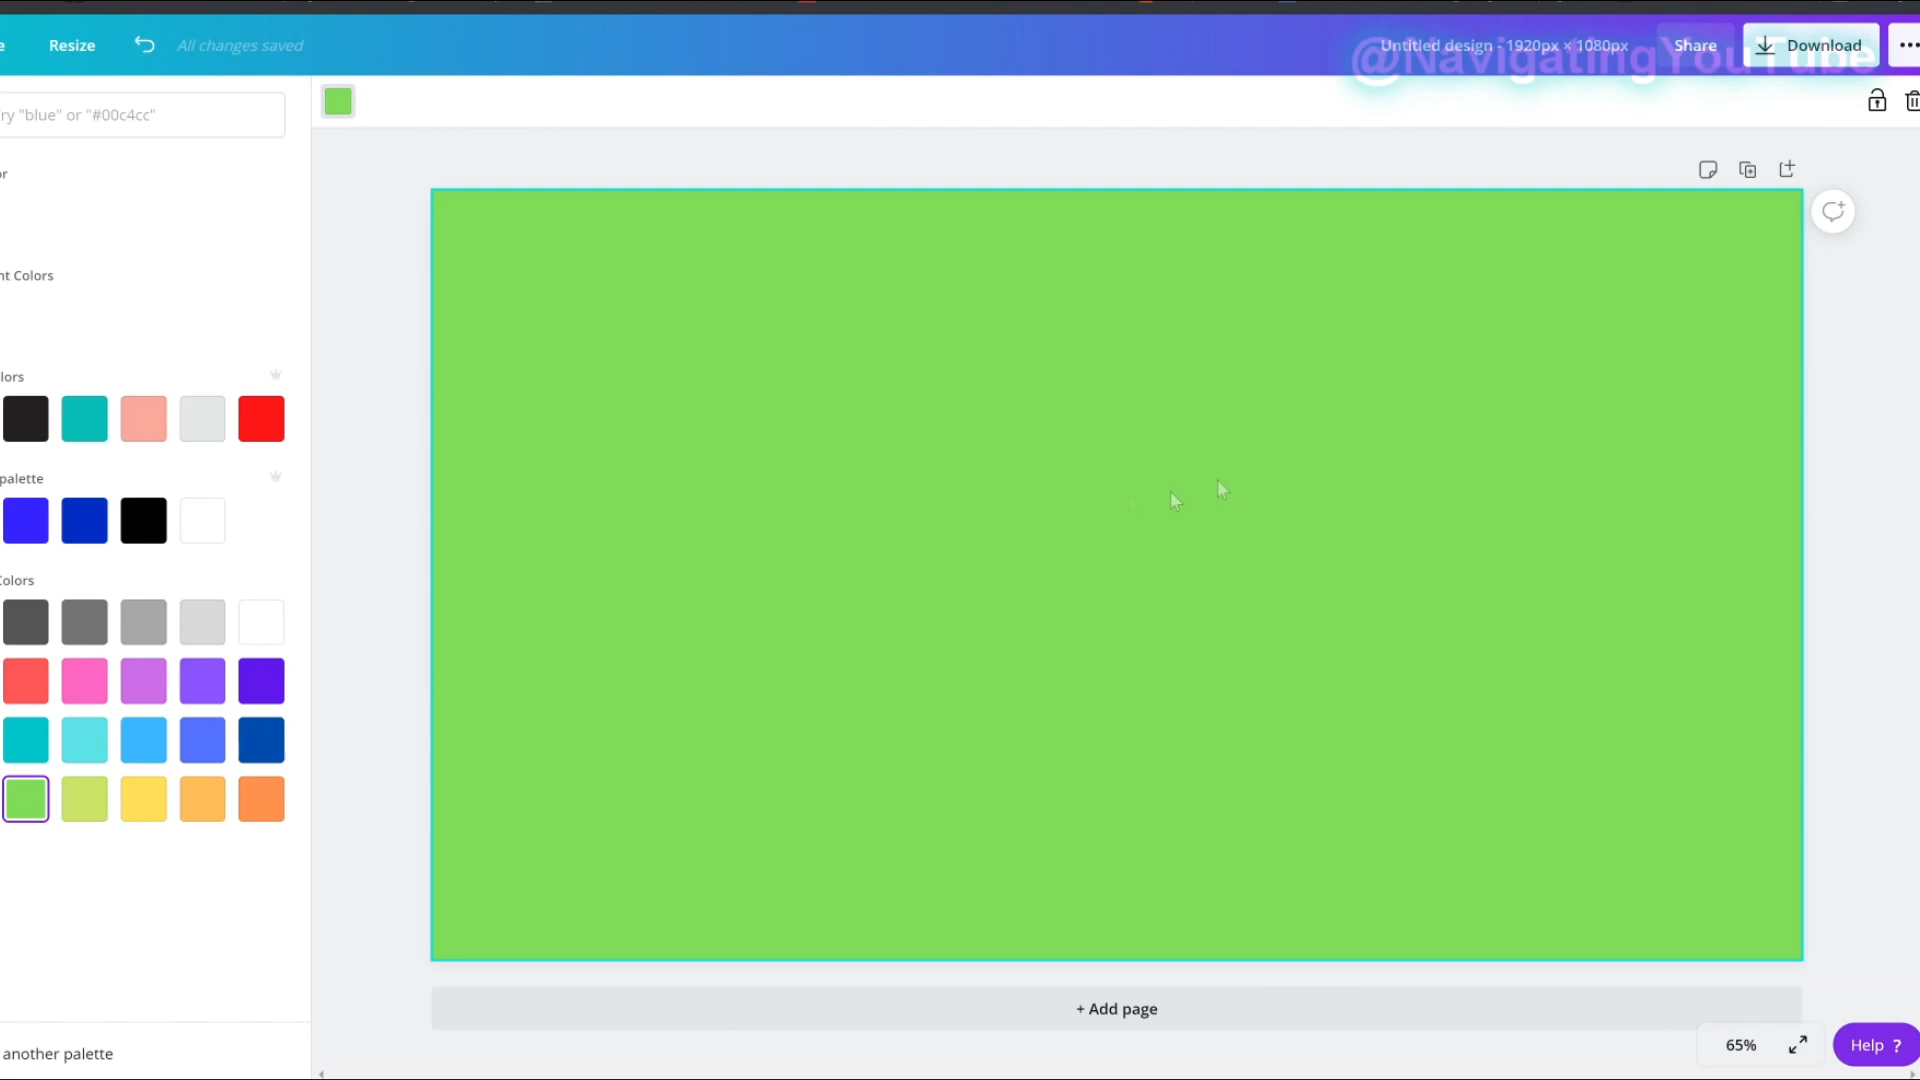 e Resize All changes saved Untitled design - 1920px × 1080px Share Download
@NavigatingYouTube
ry "blue" or "#00c4cc"
or
nt Colors
lors
palette
Colors
+ Add page
65% Help ?
another palette